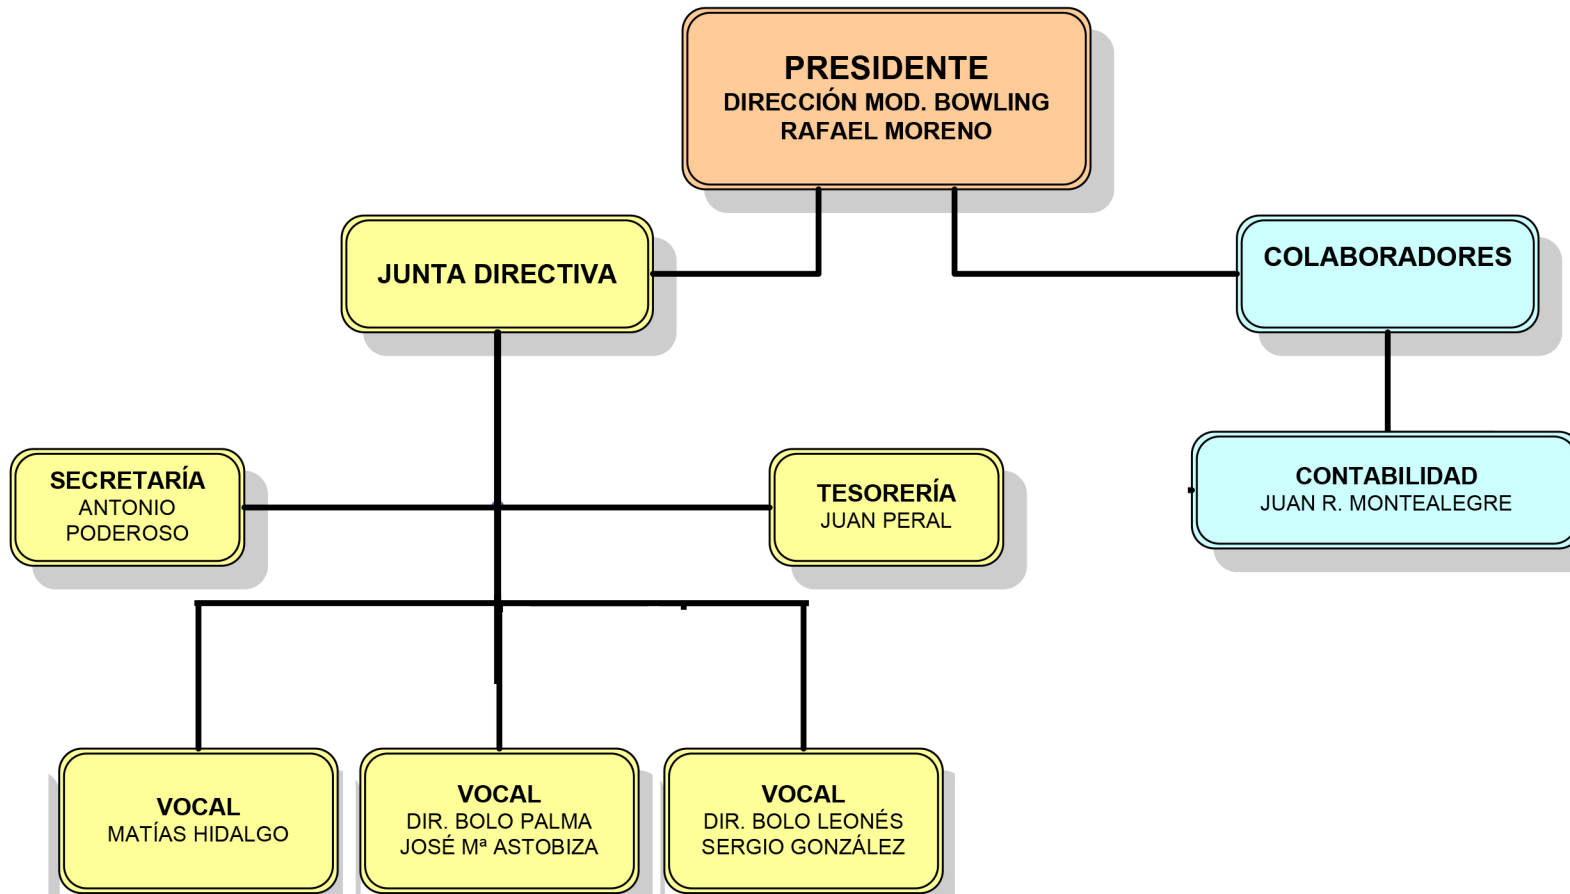 PRESIDENTE
DIRECCIÓN MOD. BOWLING
RAFAEL MORENO
JUNTA DIRECTIVA
COLABORADORES
SECRETARÍA
ANTONIO
PODEROSO
TESORERÍA
JUAN PERAL
CONTABILIDAD
JUAN R. MONTEALEGRE
VOCAL
MATÍAS HIDALGO
VOCAL
DIR. BOLO PALMA
JOSÉ Mª ASTOBIZA
VOCAL
DIR. BOLO LEONÉS
SERGIO GONZÁLEZ